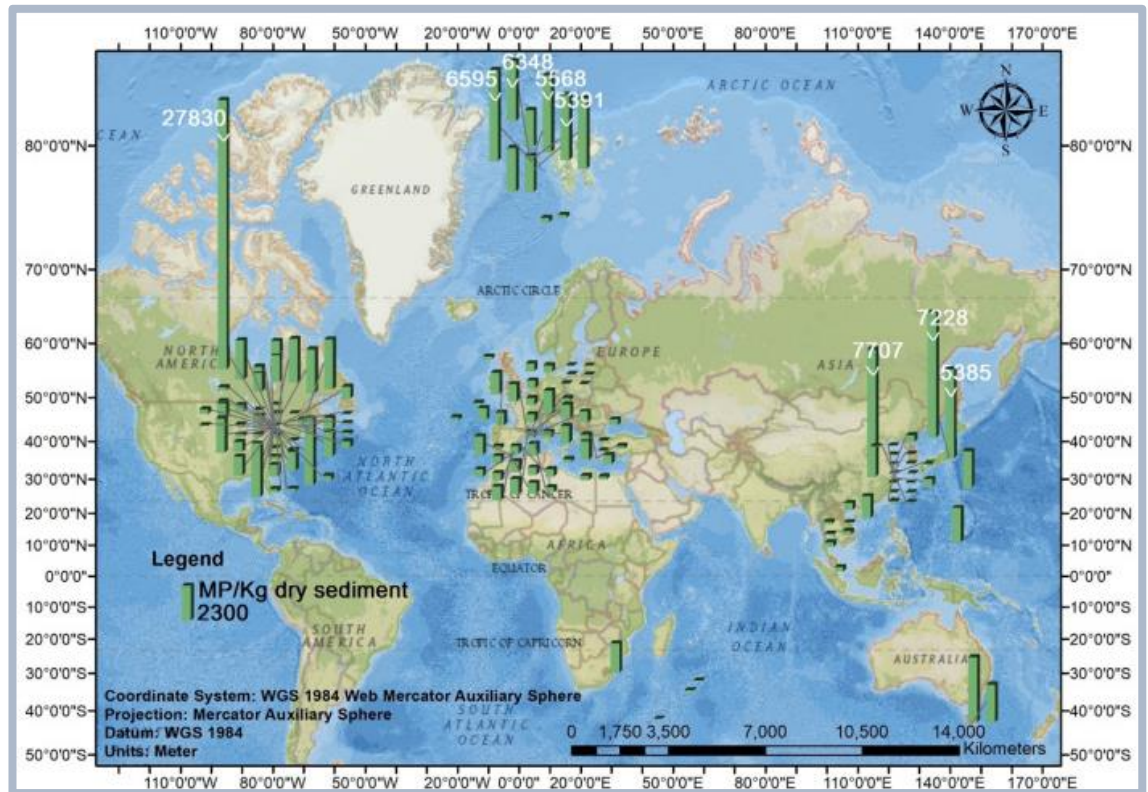 110°0'0"W 80°0'0"W 50°0'0"W 20°0'0"W 0°0'0" 20°0'0"E 50°0'0"E 80°0'0"E 110°0'0"E 140°0'0"E 170°0'0"E
6348
6595 5568
5391
27830
ARCTIC OCEAN
CEAN
N
W E
S
80°0'0"N 80°0'0"N
GREENLAND
70°0'0"N 70°0'0"N
ARCTIC CIRCLE
7228
60°0'0"N 60°0'0"N
NORTH
AMERIC
EUROPE
ASIA
7707
5385
50°0'0"N 50°0'0"N
40°0'0"N 40°0'0"N
NORTH
ATLANTIC
OCEAN
30°0'0"N 30°0'0"N
TROPIC OF CANCER
20°0'0"N 20°0'0"N
AFRICA
10°0'0"N 10°0'0"N
Legend
EQUATOR
0°0'0" 0°0'0"
MP/Kg dry sediment
2300
10°0'0"S 10°0'0"S
SOUTH
AMERICA
TROPIC OF CAPRICORN
INDIAN
OCEAN
20°0'0"S 20°0'0"S
AUSTRALIA
30°0'0"S 30°0'0"S
Coordinate System: WGS 1984 Web Mercator Auxiliary Sphere
Projection: Mercator Auxiliary Sphere
Datum: WGS 1984
Units: Meter
SOUTH
ATLANTIC
OCEAN
40°0'0"S 40°0'0"S
0 1,750 3,500 7,000 10,500 14,000
Kilometers
50°0'0"S 50°0'0"S
110°0'0"W 80°0'0"W 50°0'0"W 20°0'0"W 0°0'0" 20°0'0"E 50°0'0"E 80°0'0"E 110°0'0"E 140°0'0"E 170°0'0"E